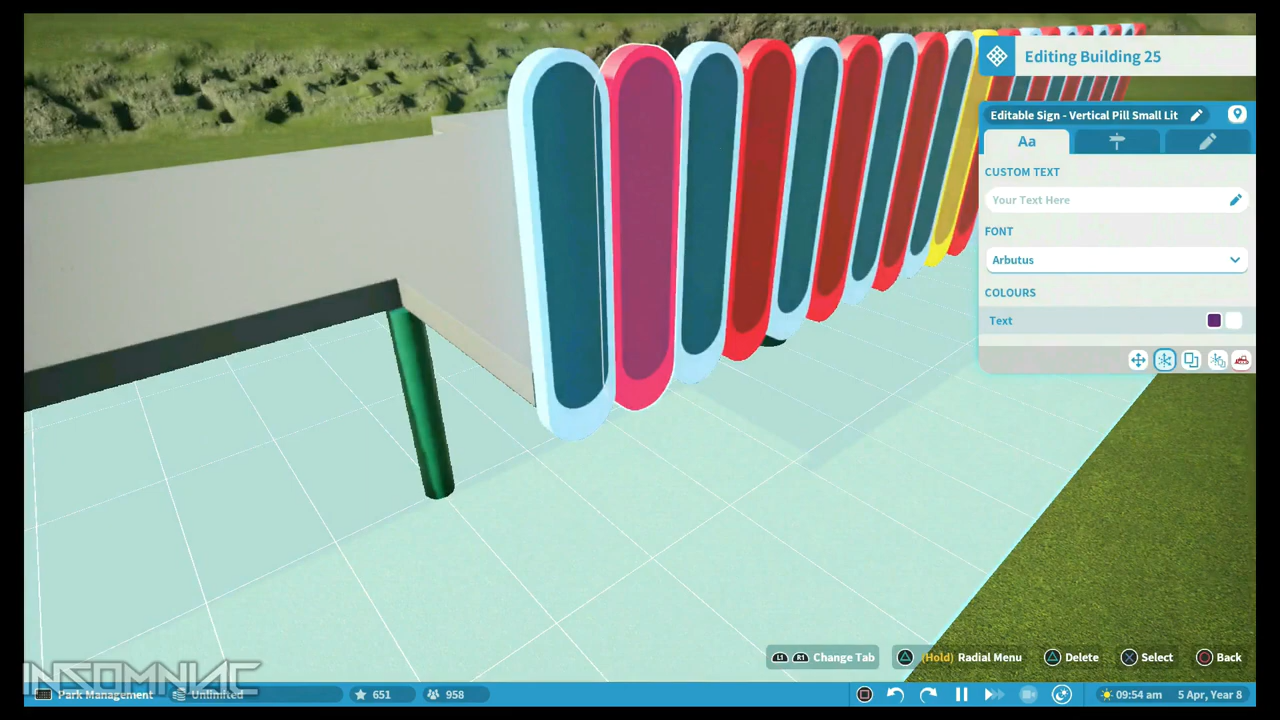 Editing Building 25
Editable Sign - Vertical Pill Small Lit
Aa
CUSTOM TEXT
Your Text Here
FONT
Arbutus
COLOURS
Text
L1 R1 Change Tab
(Hold) Radial Menu
Delete
Select
Back
INSOMNIAC
Park Management
Unlimited
651
958
09:54 am
5 Apr, Year 8